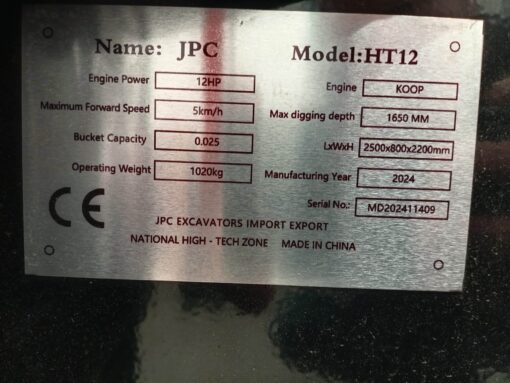 Name: JPC Model:HT12
Engine Power 12HP Engine KOOP
Maximum Forward Speed 5km/h Max digging depth 1650 MM
Bucket Capacity 0.025 LxWxH 2500x800x2200mm
Operating Weight 1020kg Manufacturing Year 2024
CE Serial No.: MD202411409
JPC EXCAVATORS IMPORT EXPORT
NATIONAL HIGH - TECH ZONE MADE IN CHINA